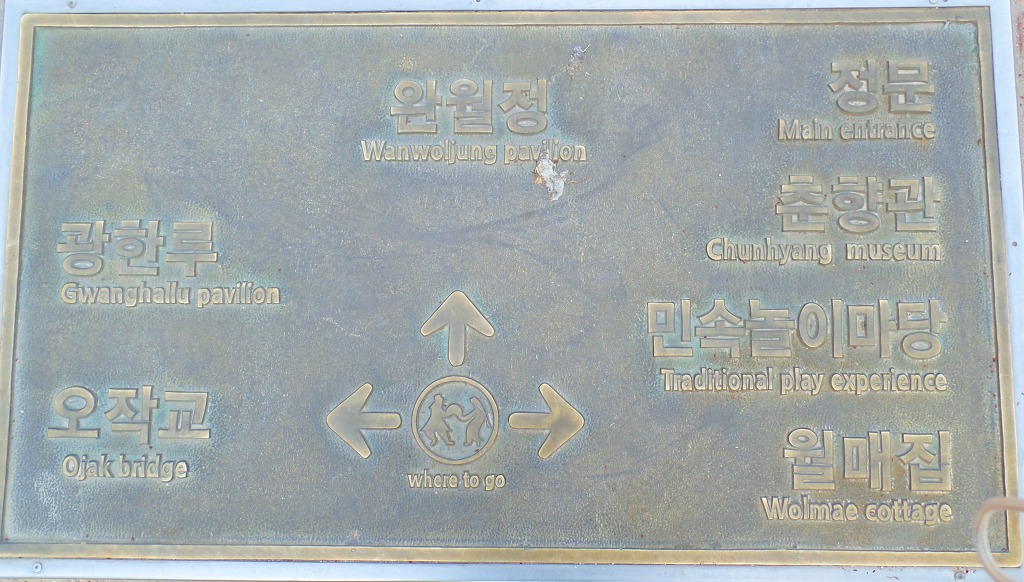 완월정
Wanwoljung pavilion
정문
Main entrance
춘향관
Chunhyang museum
광한루
Gwanghallu pavilion
민속놀이마당
Traditional play experience
오작교
Ojak bridge
월매집
Wolmae cottage
where to go